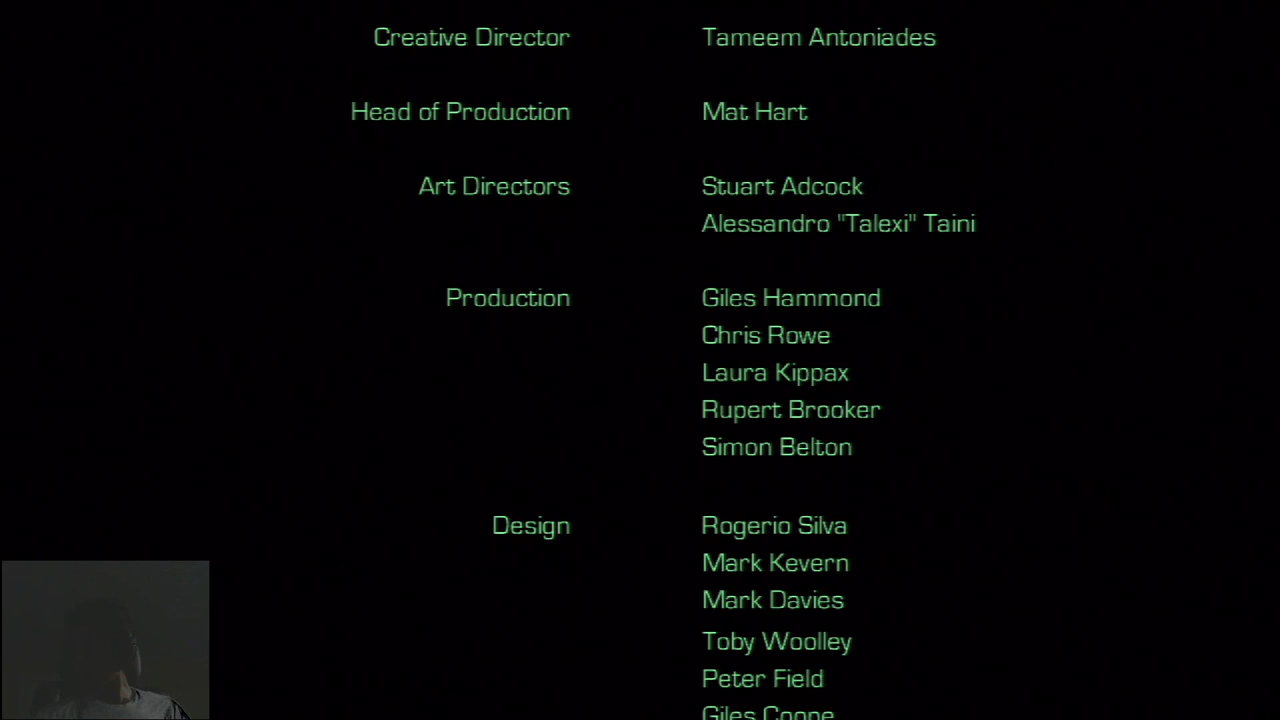 Creative Director Tameem Antoniades
Head of Production Mat Hart
Art Directors Stuart Adcock
Alessandro "Talexi" Taini
Production Giles Hammond
Chris Rowe
Laura Kippax
Rupert Brooker
Simon Belton
Design Rogerio Silva
Mark Kevern
Mark Davies
Toby Woolley
Peter Field
Giles